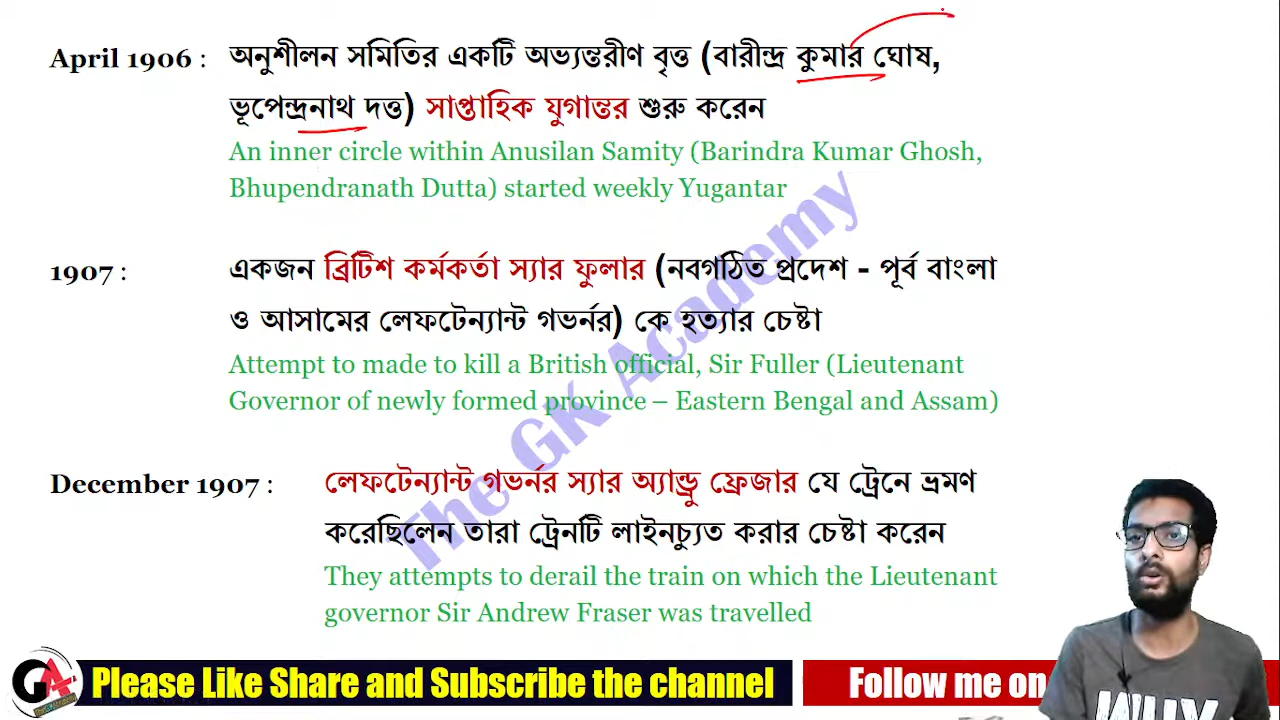 April 1906 : অনুশীলন সমিতির একটি অভ্যন্তরীণ বৃত্ত (বারীন্দ্র কুমার ঘোষ,
ভূপেন্দ্রনাথ দত্ত) সাপ্তাহিক যুগান্তর শুরু করেন
An inner circle within Anusilan Samity (Barindra Kumar Ghosh,
Bhupendranath Dutta) started weekly Yugantar
1907 : একজন ব্রিটিশ কর্মকর্তা স্যার ফুলার (নবগঠিত প্রদেশ - পূর্ব বাংলা
ও আসামের লেফটেন্যান্ট গভর্নর) কে হত্যার চেষ্টা
Attempt to made to kill a British official, Sir Fuller (Lieutenant
Governor of newly formed province – Eastern Bengal and Assam)
December 1907 : লেফটেন্যান্ট গভর্নর স্যার অ্যান্ড্রু ফ্রেজার যে ট্রেনে ভ্রমণ
করেছিলেন তারা ট্রেনটি লাইনচ্যুত করার চেষ্টা করেন
They attempts to derail the train on which the Lieutenant
governor Sir Andrew Fraser was travelled
The GK Academy
GA
Please Like Share and Subscribe the channel
Follow me on